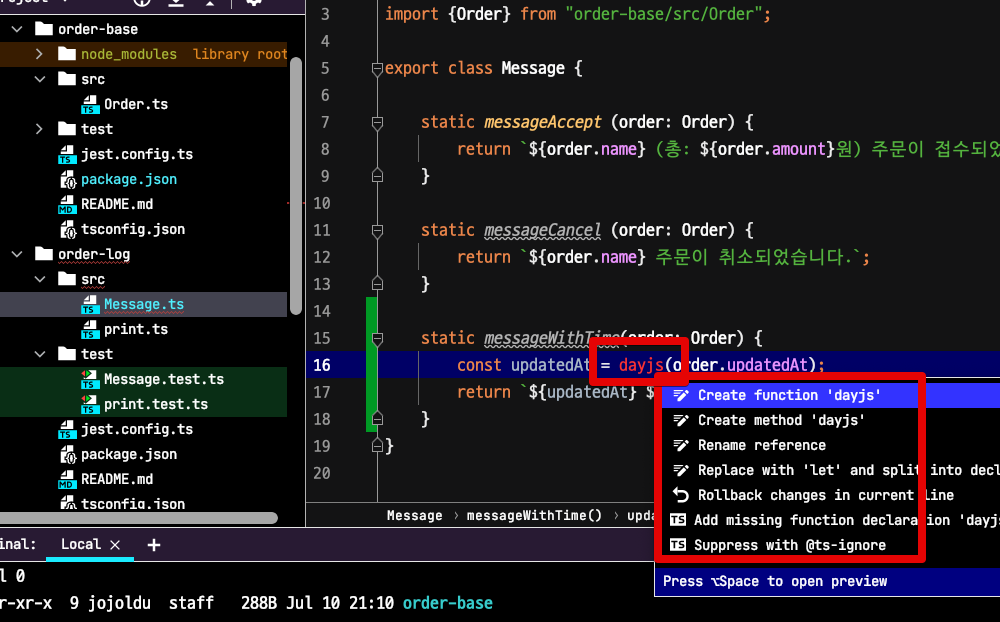 order-base
node_modules library root
src
Order.ts
test
jest.config.ts
package.json
README.md
tsconfig.json
order-log
src
Message.ts
print.ts
test
Message.test.ts
print.test.ts
jest.config.ts
package.json
README.md
tsconfig.json
3 import {Order} from "order-base/src/Order";
4
5 export class Message {
6
7 static messageAccept (order: Order) {
8 return `${order.name} (총: ${order.amount}원) 주문이 접수되었
9 }
10
11 static messageCancel (order: Order) {
12 return `${order.name} 주문이 취소되었습니다.`;
13 }
14
15 static messageWithTime(order: Order) {
16 const updatedAt = dayjs(order.updatedAt);
17 return `${updatedAt} $
18 }
19 }
20
Create function 'dayjs'
Create method 'dayjs'
Rename reference
Replace with 'let' and split into decl
Rollback changes in current line
Add missing function declaration 'dayjs
Suppress with @ts-ignore
Press ⌥Space to open preview
Message › messageWithTime() › upda
inal: Local × +
l 0
r-xr-x 9 jojoldu staff 288B Jul 10 21:10 order-base